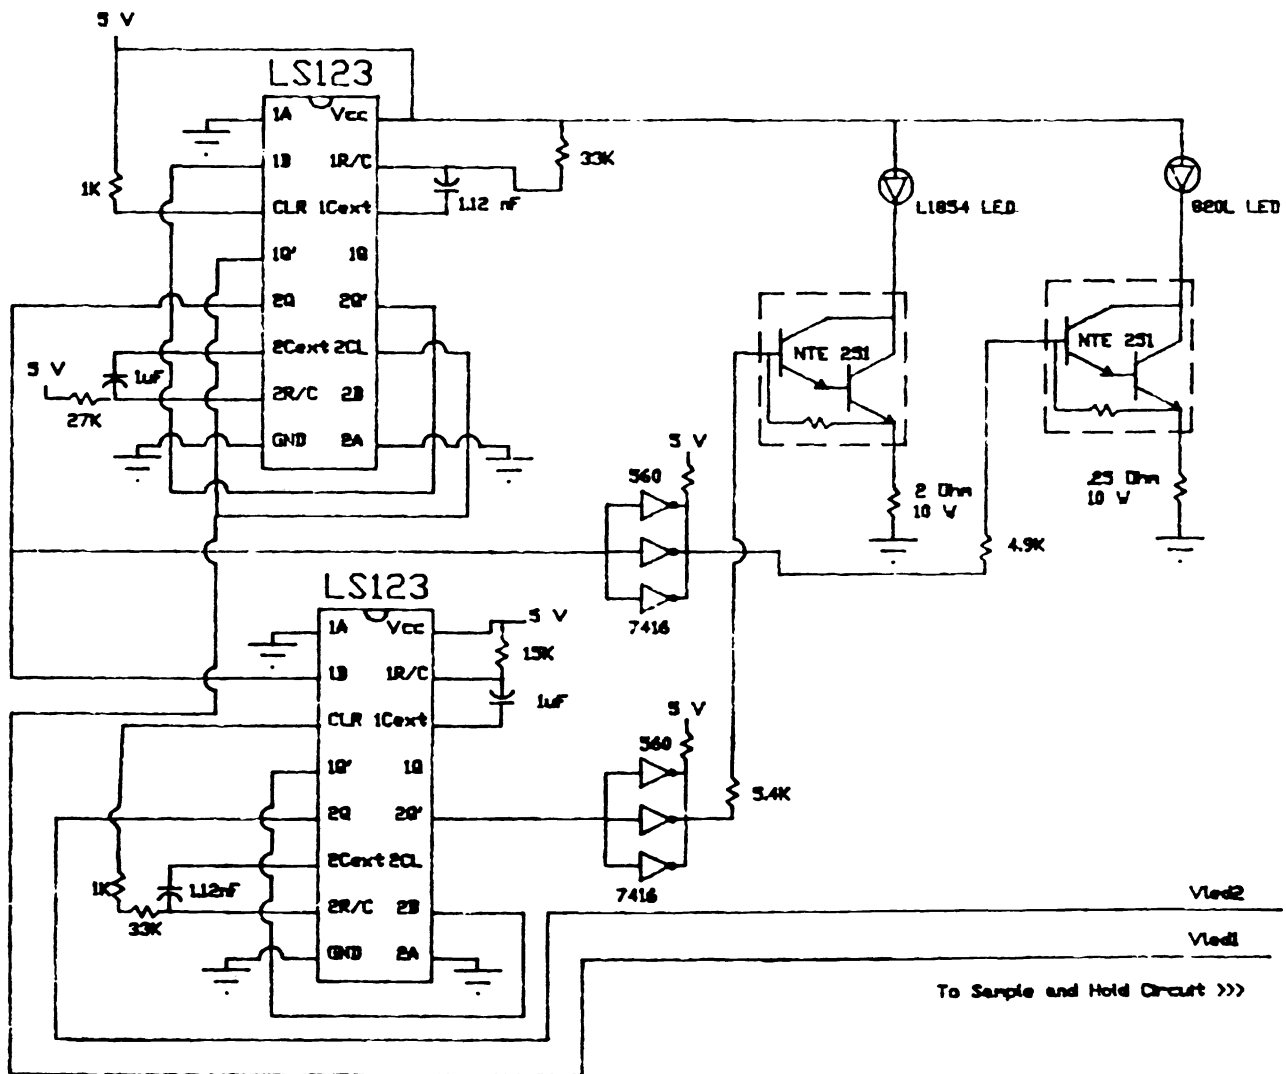 5 V
LS123
1A Vcc
1B 1R/C
33K
1K
CLR 1Cext
1.12 nF
L1854 LED
820L LED
1Q' 1Q
2Q 2Q'
2Cext 2CL
5 V
1uF
27K
2R/C 2B
GND 2A
NTE 251
NTE 251
5 V
560
7416
.2 Ohm
10 W
.25 Ohm
10 W
4.9K
LS123
1A Vcc
5 V
15K
1B 1R/C
1uF
CLR 1Cext
5 V
560
1Q' 1Q
2Q 2Q'
5.4K
2Cext 2CL
1K
1.12nF
7416
2R/C 2B
33K
GND 2A
Vled2
Vled1
To Sample and Hold Circuit >>>